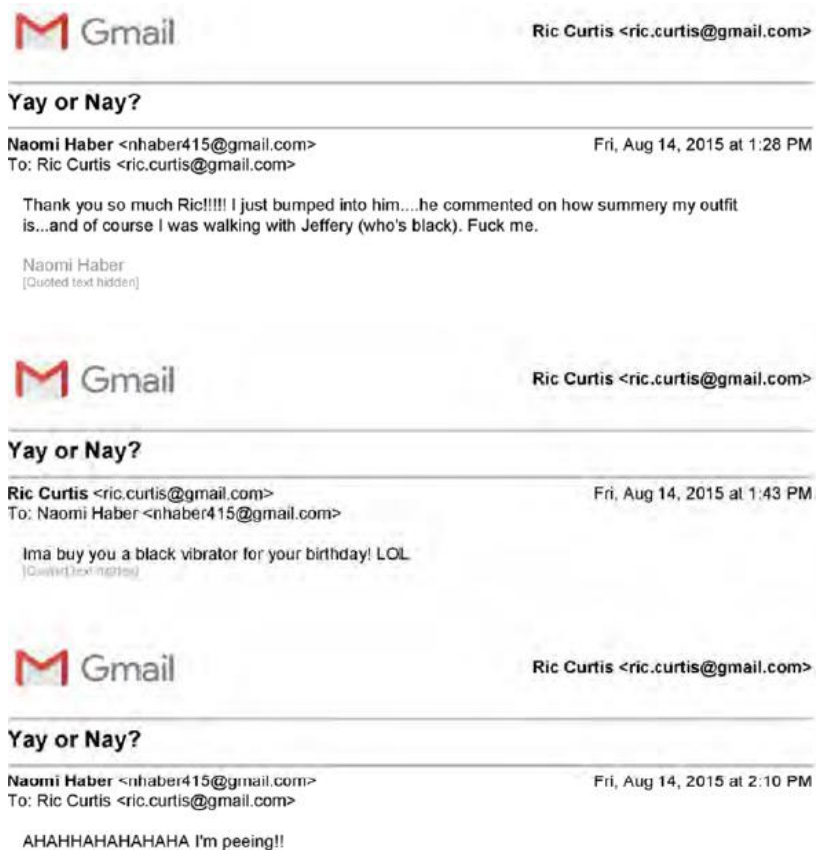 Gmail
Ric Curtis <ric.curtis@gmail.com>
Yay or Nay?
Naomi Haber <nhaber415@gmail.com>
Fri, Aug 14, 2015 at 1:28 PM
To: Ric Curtis <ric.curtis@gmail.com>
Thank you so much Ric!!!!! I just bumped into him....he commented on how summery my outfit
is...and of course I was walking with Jeffery (who's black). Fuck me.
Naomi Haber
[Quoted text hidden]
Gmail
Ric Curtis <ric.curtis@gmail.com>
Yay or Nay?
Ric Curtis <ric.curtis@gmail.com>
Fri, Aug 14, 2015 at 1:43 PM
To: Naomi Haber <nhaber415@gmail.com>
Ima buy you a black vibrator for your birthday! LOL
[Quoted text hidden]
Gmail
Ric Curtis <ric.curtis@gmail.com>
Yay or Nay?
Naomi Haber <nhaber415@gmail.com>
Fri, Aug 14, 2015 at 2:10 PM
To: Ric Curtis <ric.curtis@gmail.com>
AHAHHAHAHAHAHA I'm peeing!!